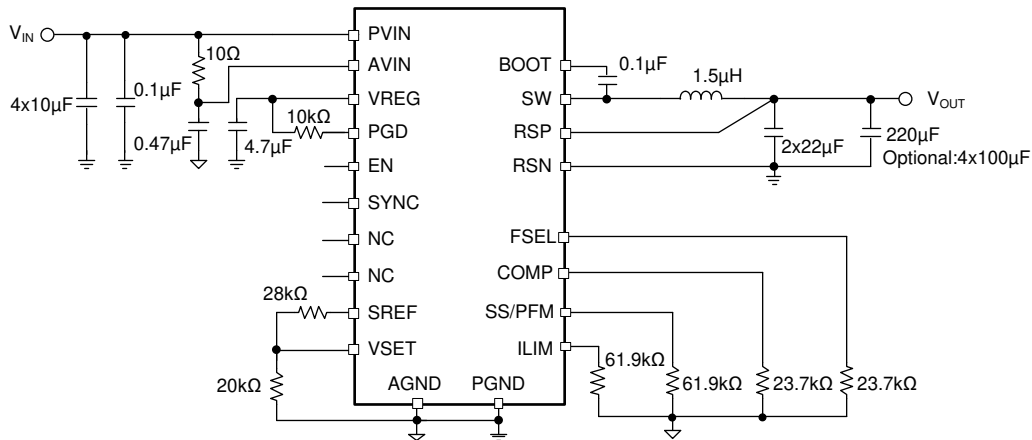 VIN
PVIN
10Ω
AVIN
BOOT
0.1µF
1.5µH
4x10µF
0.1µF
VREG
SW
VOUT
10kΩ
PGD
RSP
0.47µF
4.7µF
2x22µF
220µF
Optional:4x100µF
EN
RSN
SYNC
NC
FSEL
NC
COMP
28kΩ
SREF
SS/PFM
VSET
ILIM
20kΩ
61.9kΩ
61.9kΩ
23.7kΩ
23.7kΩ
AGND
PGND